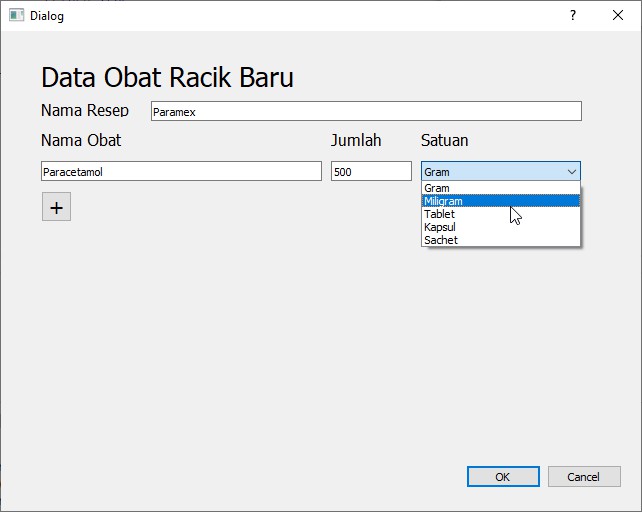 Dialog
?
Data Obat Racik Baru
Nama Resep Paramex
Nama Obat Jumlah Satuan
Paracetamol 500 Gram
Gram
Miligram
Tablet
Kapsul
Sachet
+
OK Cancel